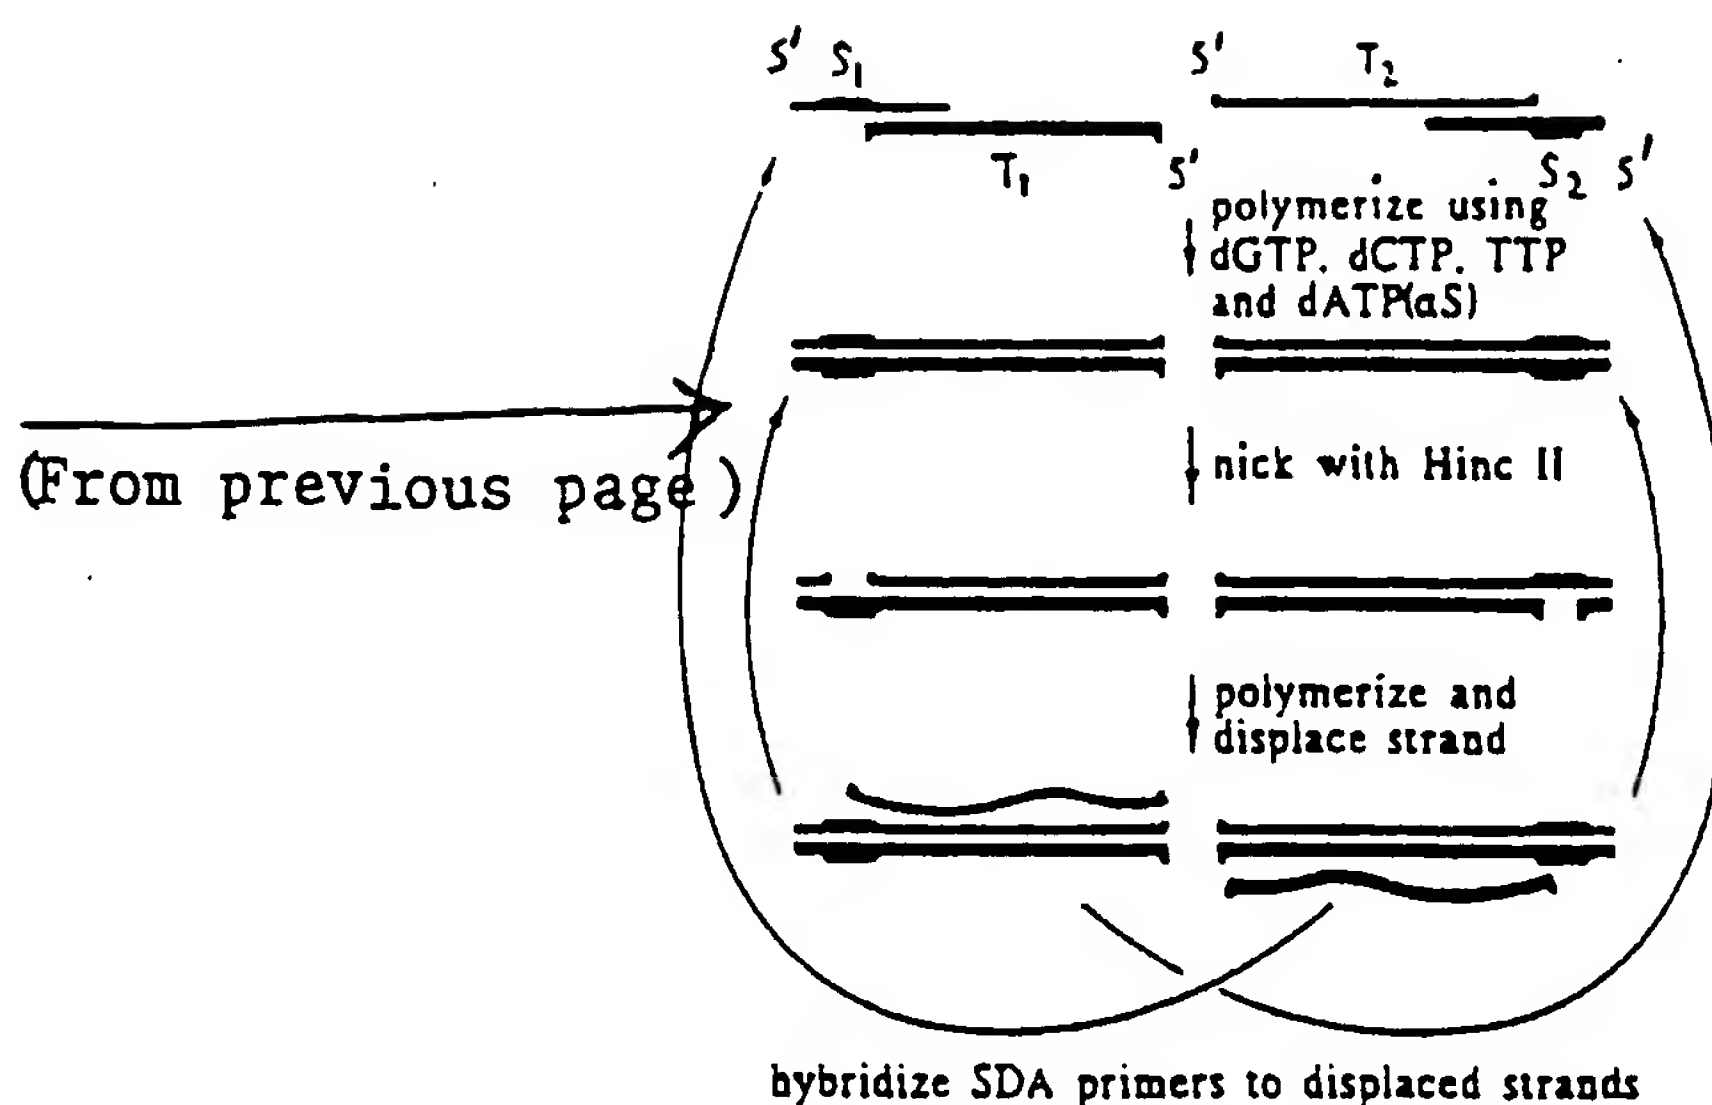 5' S1 5' T2
T1 5' S2 5'
polymerize using
dGTP, dCTP, TTP
and dATP(αS)
(From previous page)
nick with Hinc II
polymerize and
displace strand
hybridize SDA primers to displaced strands